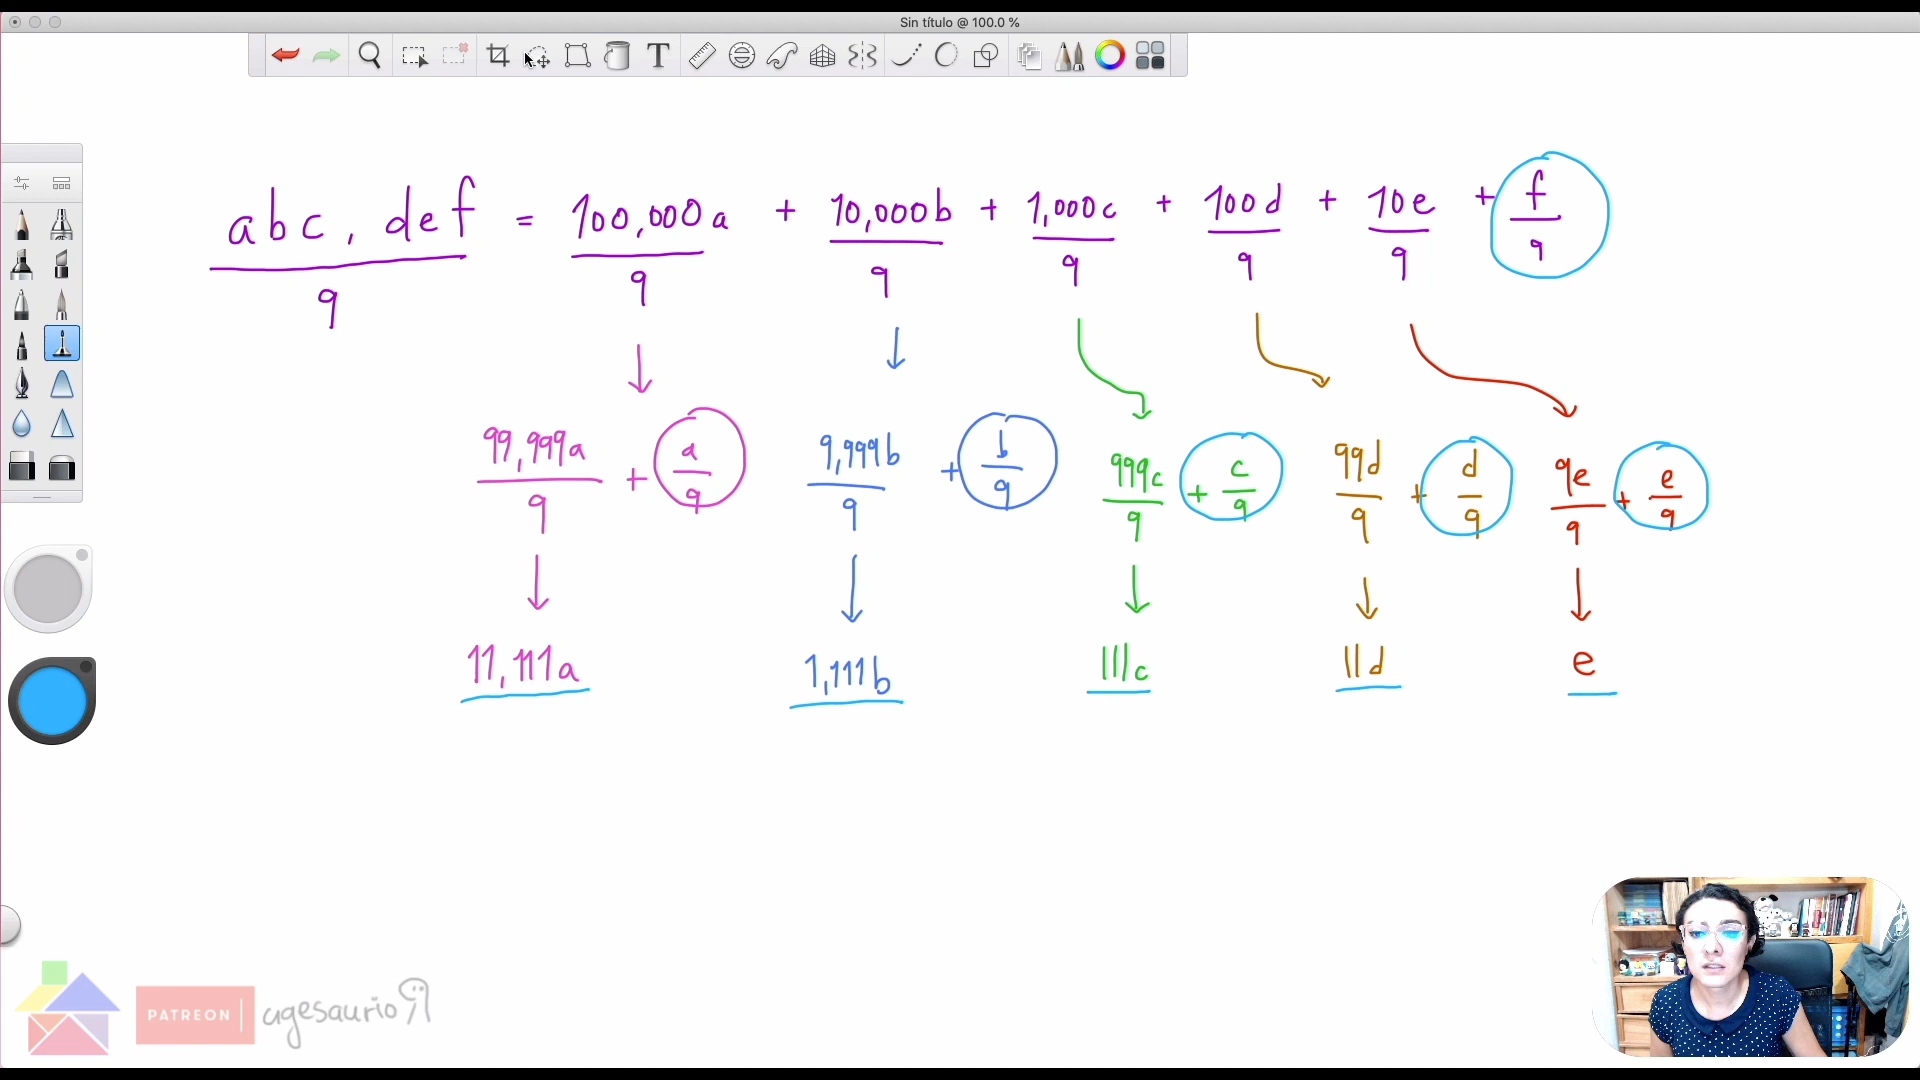 Sin título @ 100.0 %
T
abc, def = 100,000a + 10,000b + 1,000c + 100d + 10e + f
9 9 9 9 9 9
99,999a + a 9,999b + b 999c + c 99d + d 9e + e
9 9 9 9 9 9 9 9 9 9
11,111a 1,111b 111c 11d e
PATREON | agesaurio